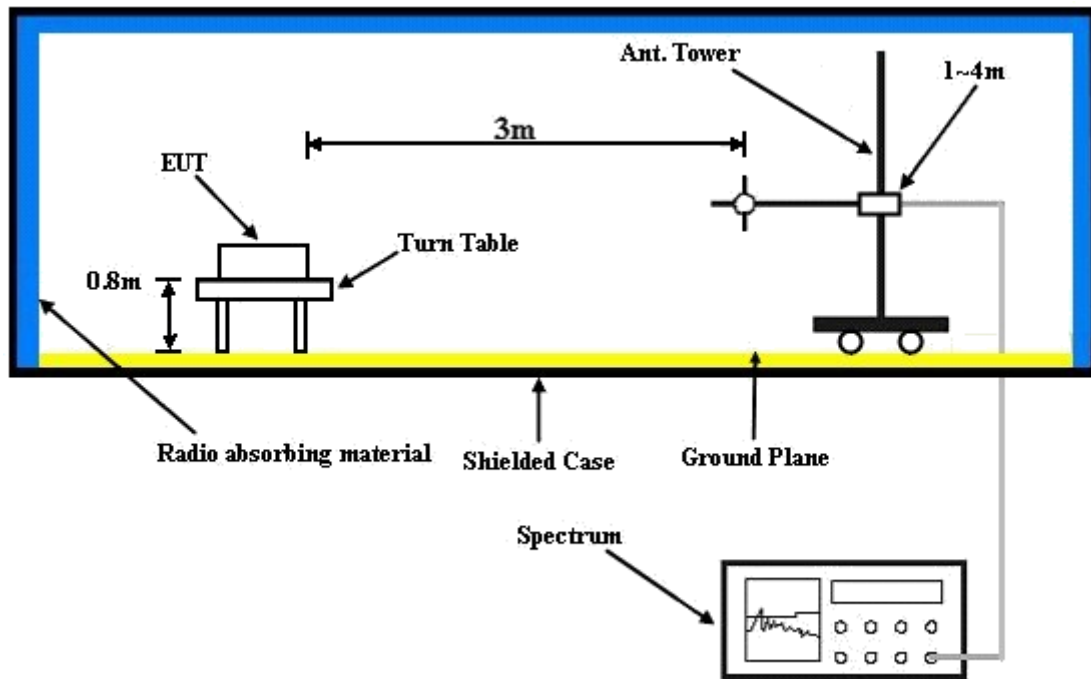 Ant. Tower
1~4m
3m
EUT
Turn Table
0.8m
Radio absorbing material
Shielded Case
Ground Plane
Spectrum